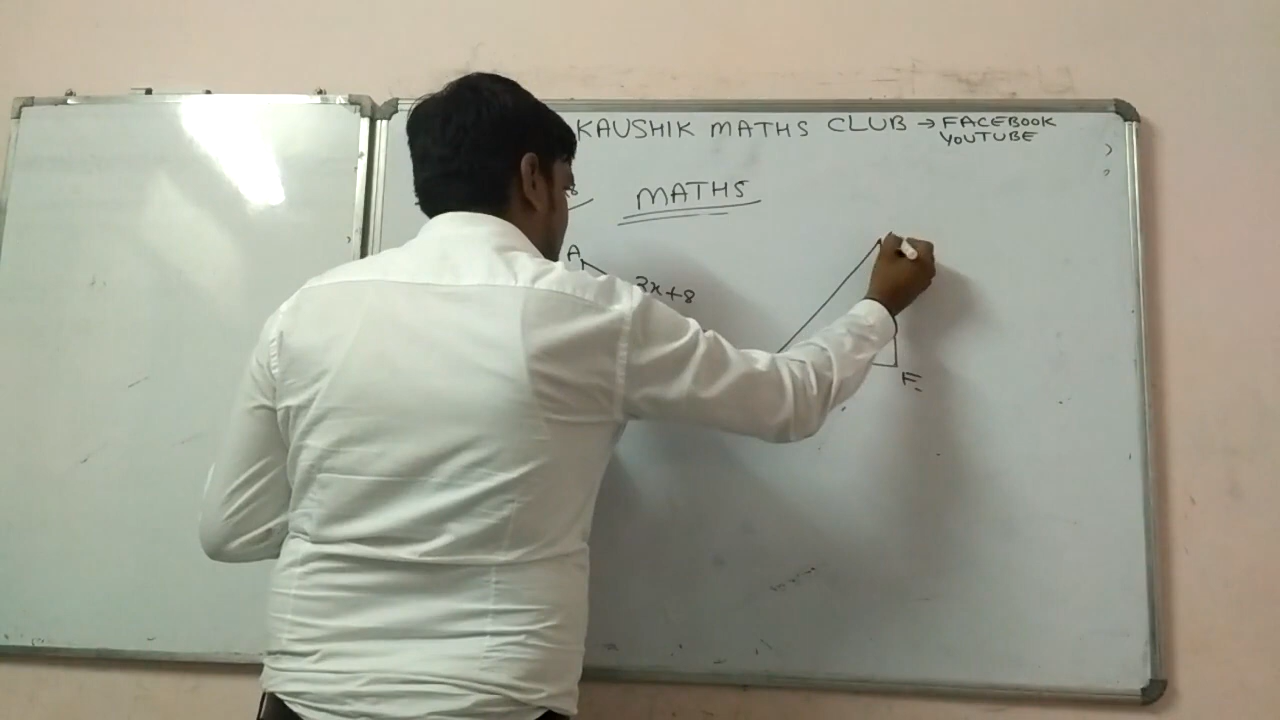 KAUSHIK MATHS CLUB → FACEBOOK
YOUTUBE
MATHS
A
3x+8
F